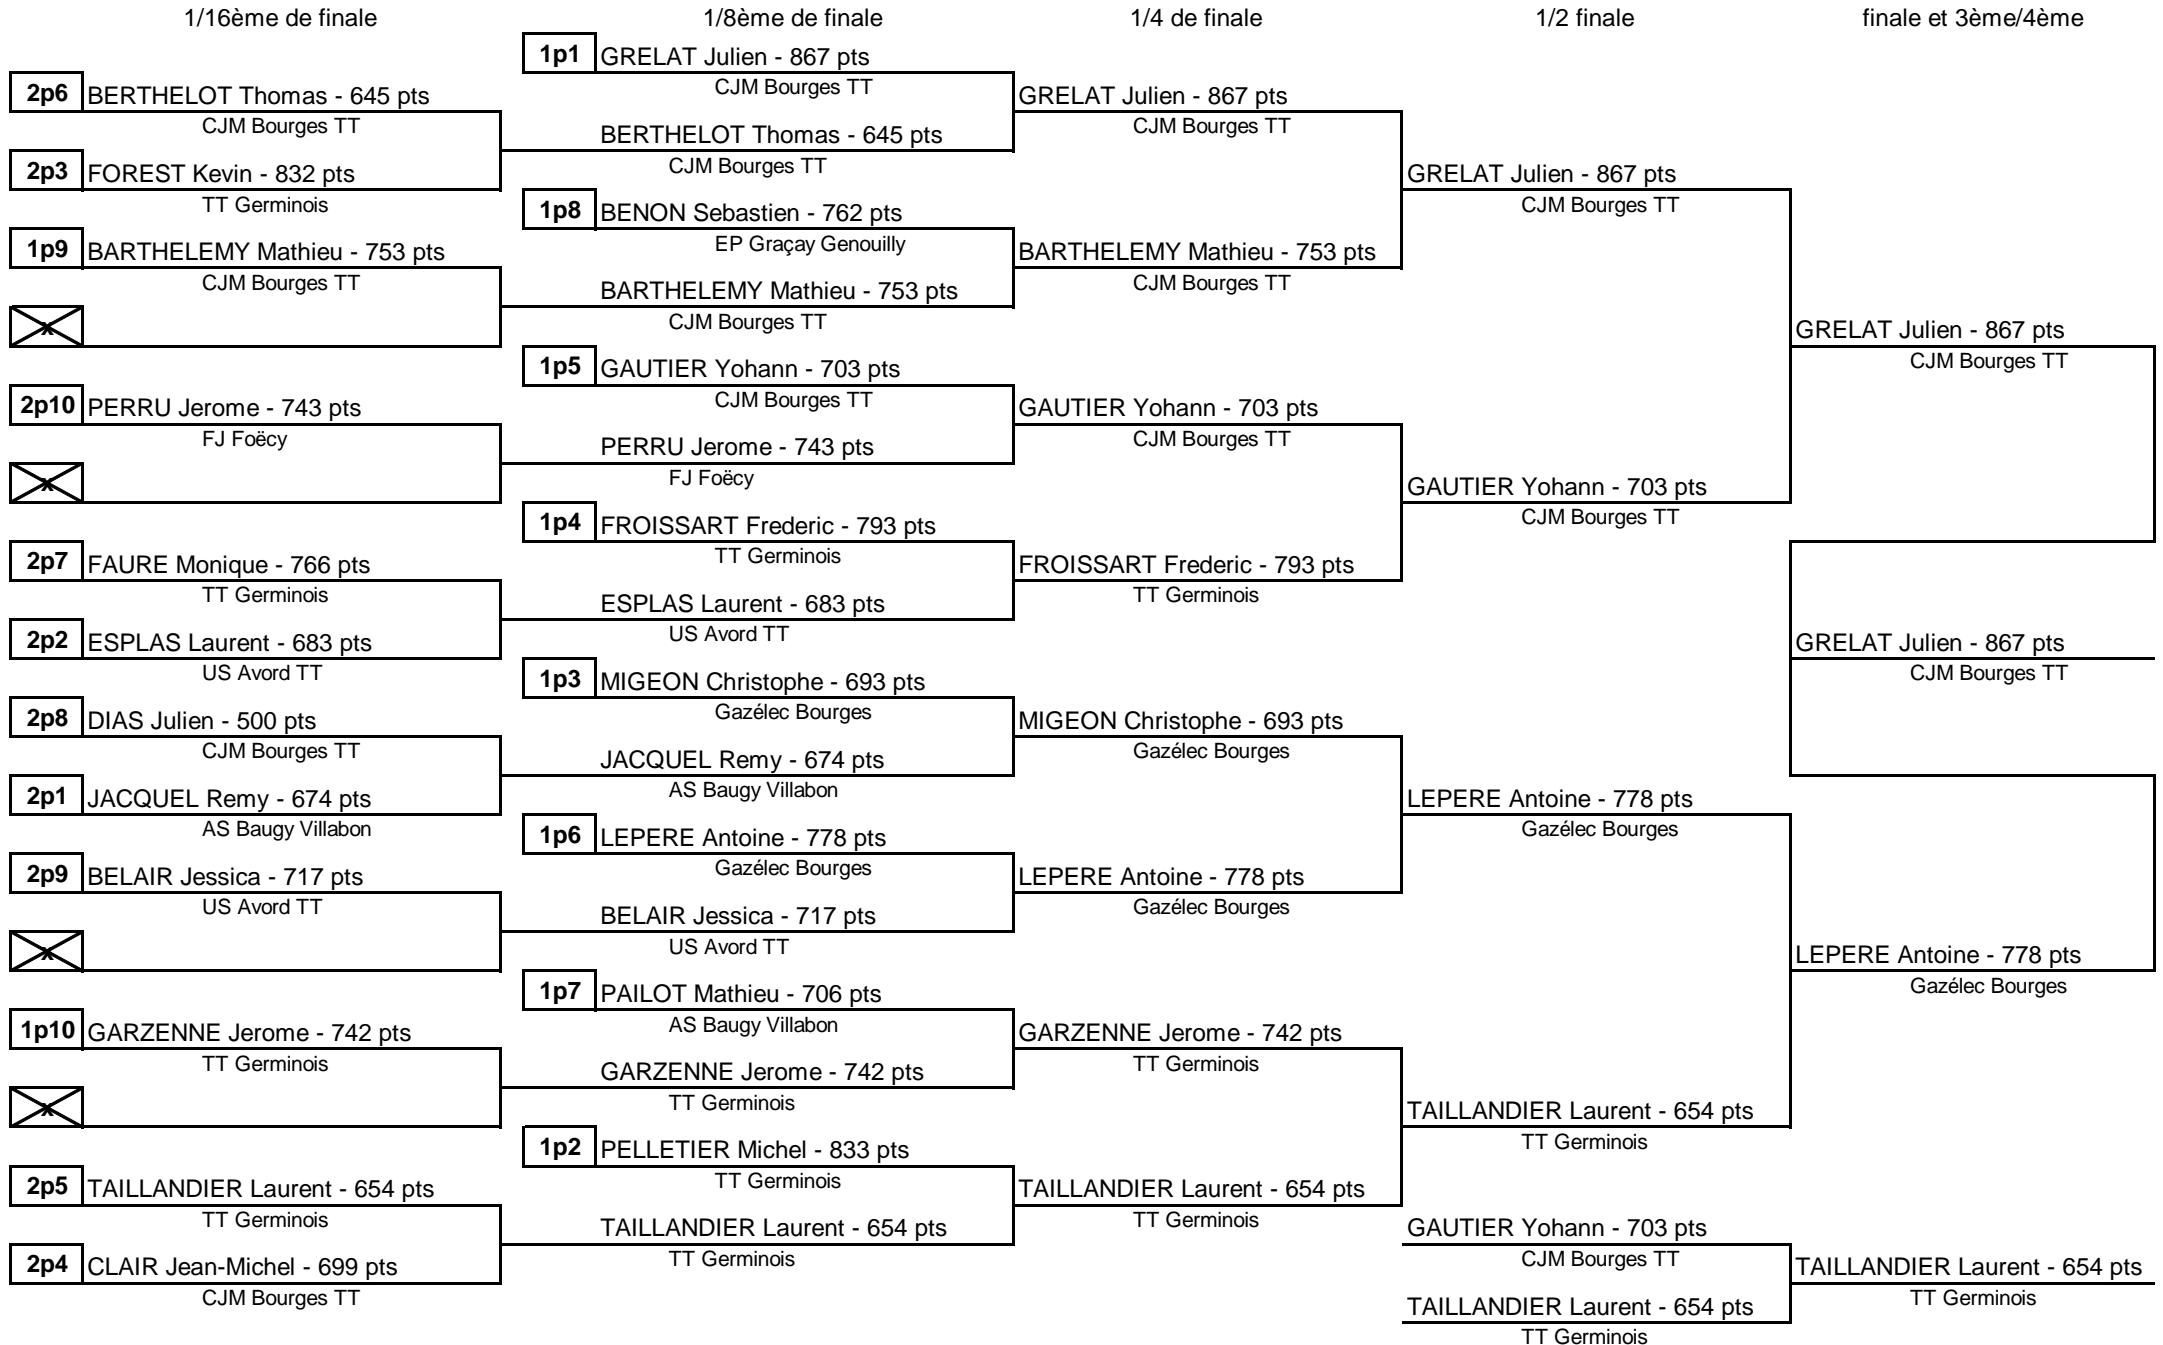 1/16ème de finale
1/8ème de finale
1/4 de finale
1/2 finale
finale et 3ème/4ème
2p6 BERTHELOT Thomas - 645 pts
CJM Bourges TT
2p3 FOREST Kevin - 832 pts
TT Germinois
1p9 BARTHELEMY Mathieu - 753 pts
CJM Bourges TT
x
2p10 PERRU Jerome - 743 pts
FJ Foëcy
x
2p7 FAURE Monique - 766 pts
TT Germinois
2p2 ESPLAS Laurent - 683 pts
US Avord TT
2p8 DIAS Julien - 500 pts
CJM Bourges TT
2p1 JACQUEL Remy - 674 pts
AS Baugy Villabon
2p9 BELAIR Jessica - 717 pts
US Avord TT
x
1p10 GARZENNE Jerome - 742 pts
TT Germinois
x
2p5 TAILLANDIER Laurent - 654 pts
TT Germinois
2p4 CLAIR Jean-Michel - 699 pts
CJM Bourges TT
1p1 GRELAT Julien - 867 pts
CJM Bourges TT
BERTHELOT Thomas - 645 pts
CJM Bourges TT
1p8 BENON Sebastien - 762 pts
EP Graçay Genouilly
BARTHELEMY Mathieu - 753 pts
CJM Bourges TT
1p5 GAUTIER Yohann - 703 pts
CJM Bourges TT
PERRU Jerome - 743 pts
FJ Foëcy
1p4 FROISSART Frederic - 793 pts
TT Germinois
ESPLAS Laurent - 683 pts
US Avord TT
1p3 MIGEON Christophe - 693 pts
Gazélec Bourges
JACQUEL Remy - 674 pts
AS Baugy Villabon
1p6 LEPERE Antoine - 778 pts
Gazélec Bourges
BELAIR Jessica - 717 pts
US Avord TT
1p7 PAILOT Mathieu - 706 pts
AS Baugy Villabon
GARZENNE Jerome - 742 pts
TT Germinois
1p2 PELLETIER Michel - 833 pts
TT Germinois
TAILLANDIER Laurent - 654 pts
TT Germinois
GRELAT Julien - 867 pts
CJM Bourges TT
BARTHELEMY Mathieu - 753 pts
CJM Bourges TT
GAUTIER Yohann - 703 pts
CJM Bourges TT
FROISSART Frederic - 793 pts
TT Germinois
MIGEON Christophe - 693 pts
Gazélec Bourges
LEPERE Antoine - 778 pts
Gazélec Bourges
GARZENNE Jerome - 742 pts
TT Germinois
TAILLANDIER Laurent - 654 pts
TT Germinois
GRELAT Julien - 867 pts
CJM Bourges TT
GAUTIER Yohann - 703 pts
CJM Bourges TT
LEPERE Antoine - 778 pts
Gazélec Bourges
TAILLANDIER Laurent - 654 pts
TT Germinois
GAUTIER Yohann - 703 pts
CJM Bourges TT
TAILLANDIER Laurent - 654 pts
TT Germinois
GRELAT Julien - 867 pts
CJM Bourges TT
GRELAT Julien - 867 pts
CJM Bourges TT
LEPERE Antoine - 778 pts
Gazélec Bourges
TAILLANDIER Laurent - 654 pts
TT Germinois